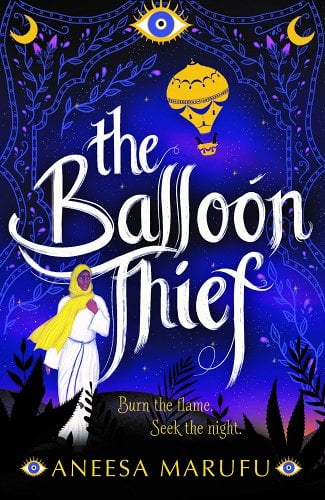 the
Balloon
Thief
Burn the flame.
Seek the night.
ANEESA MARUFU